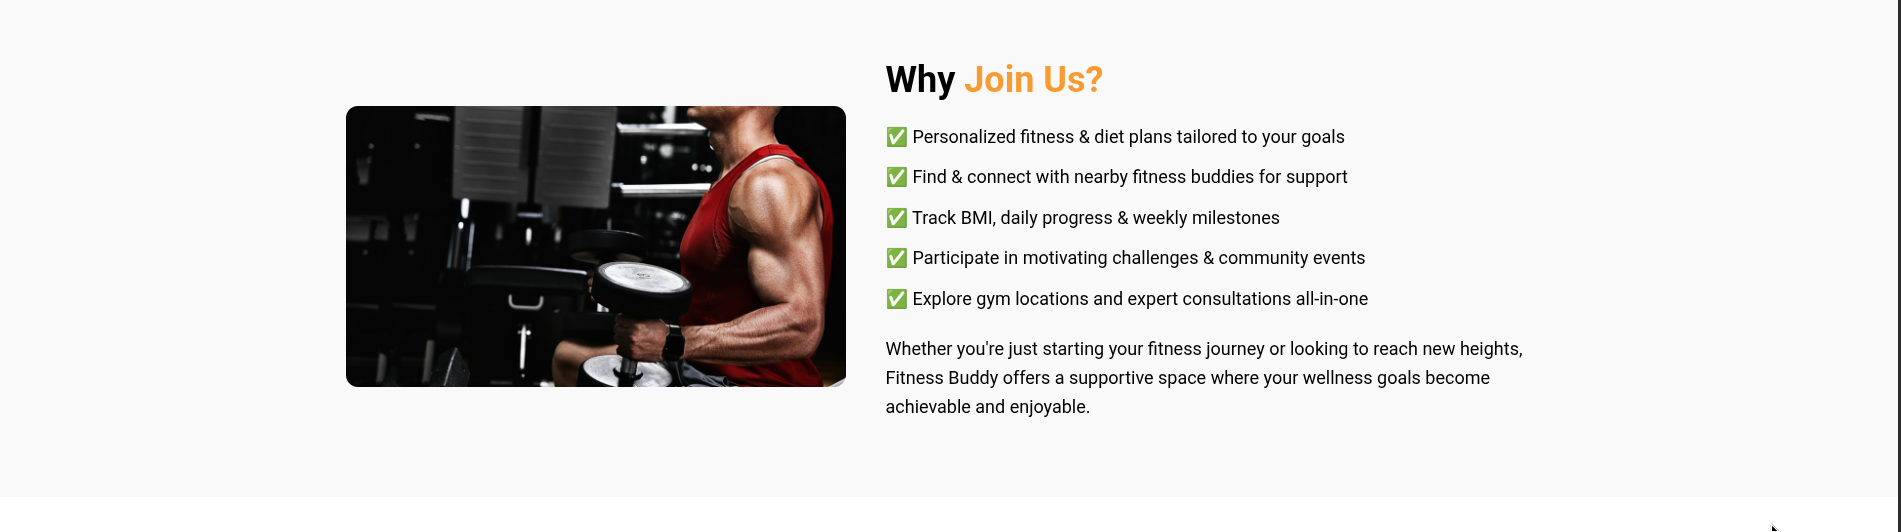 Why Join Us?
✅ Personalized fitness & diet plans tailored to your goals
✅ Find & connect with nearby fitness buddies for support
✅ Track BMI, daily progress & weekly milestones
✅ Participate in motivating challenges & community events
✅ Explore gym locations and expert consultations all-in-one
Whether you're just starting your fitness journey or looking to reach new heights,
Fitness Buddy offers a supportive space where your wellness goals become
achievable and enjoyable.